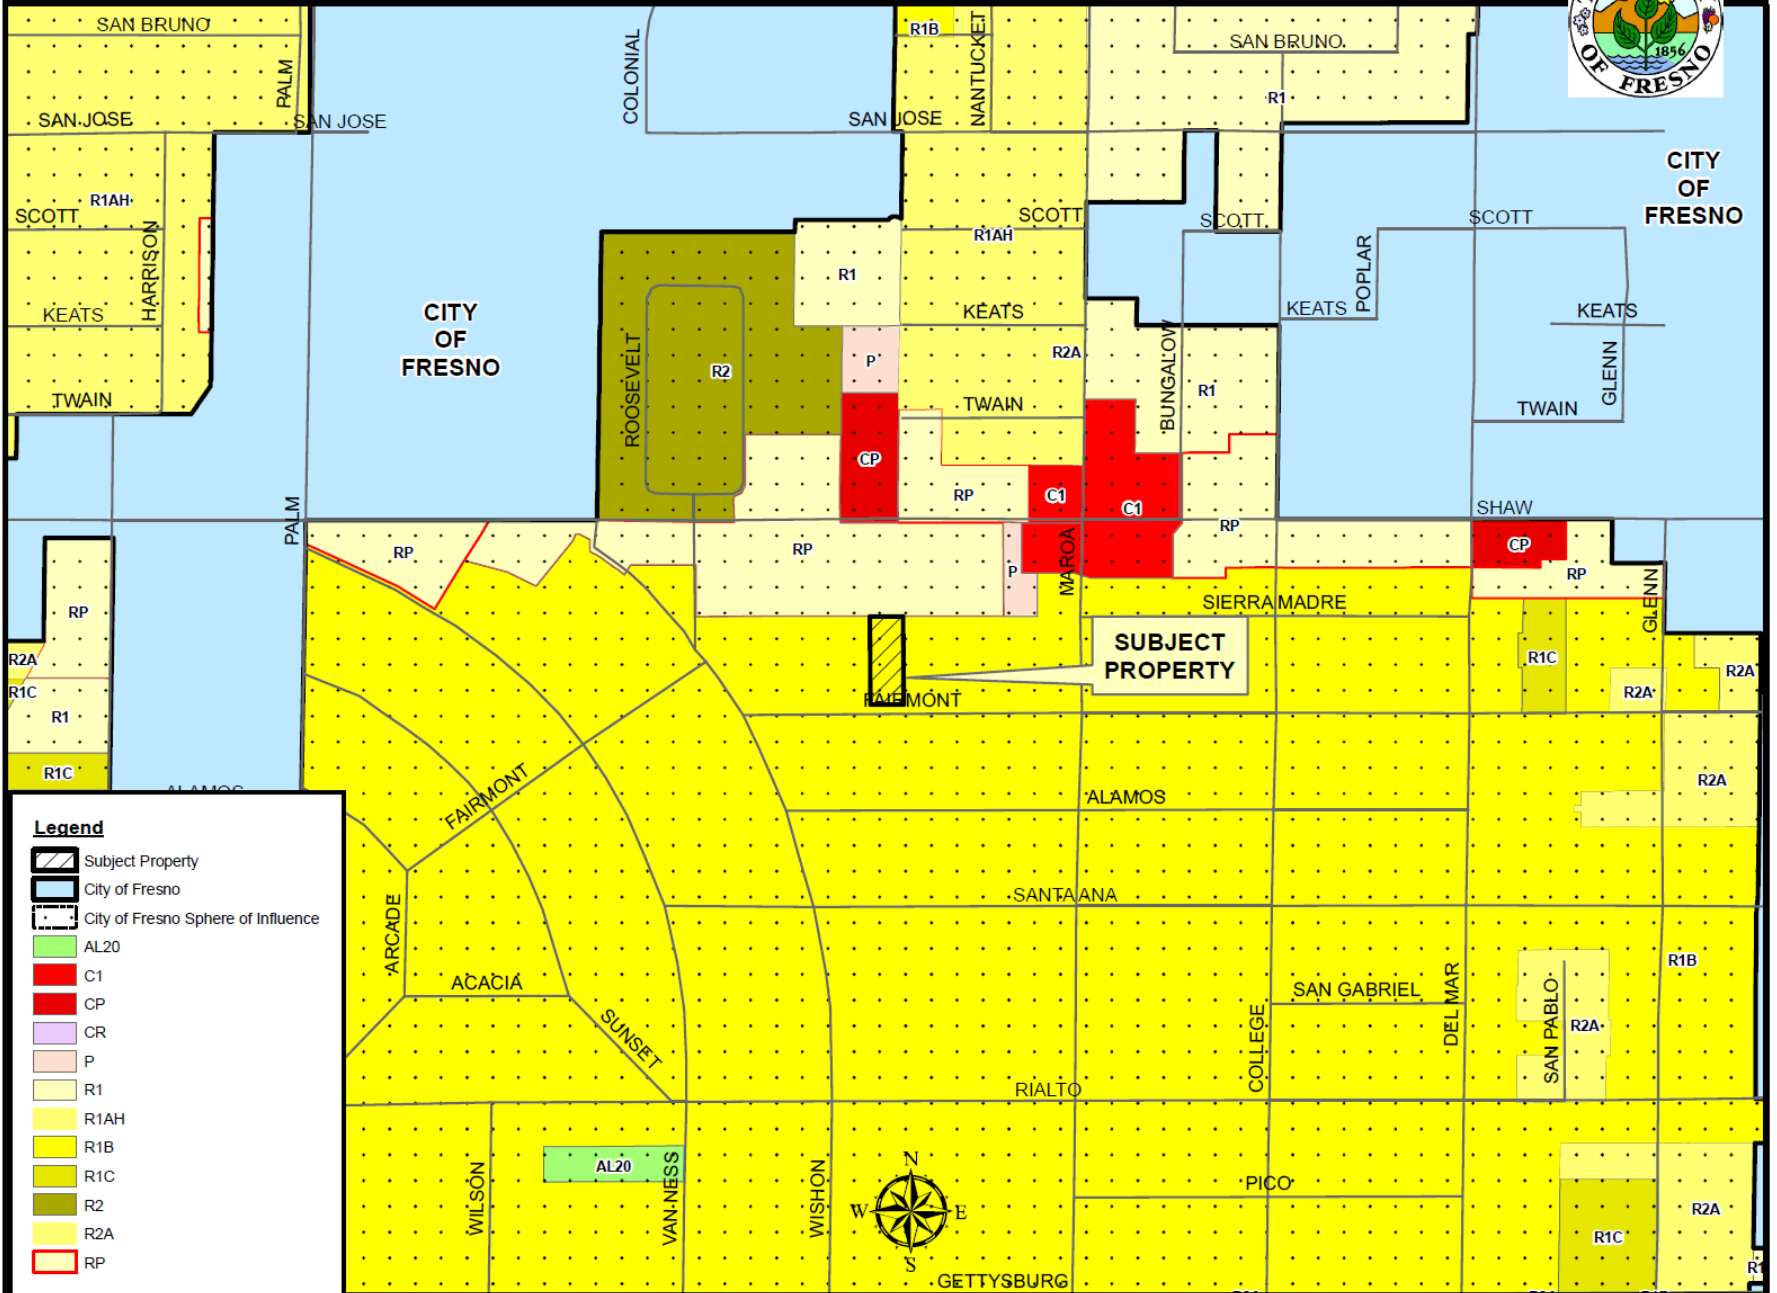 SAN BRUNO
PALM
COLONIAL
R1B
NANTUCKET
SAN BRUNO
1856
OF FRESNO
R1
SAN JOSE
SAN JOSE
SAN JOSE
CITY
OF
FRESNO
R1AH
SCOTT
HARRISON
SCOTT
R1AH
SCOTT
SCOTT
R1
POPLAR
KEATS
CITY
OF
FRESNO
KEATS
KEATS
KEATS
ROOSEVELT
R2
P
R2A
BUNGALOW
R1
GLENN
TWAIN
TWAIN
TWAIN
CP
RP
C1
C1
PALM
SHAW
RP
RP
RP
CP
RP
P
MAROA
RP
SIERRA MADRE
GLENN
SUBJECT
PROPERTY
R2A
R1C
R1C
R2A
R2A
R1
FAIRMONT
R1C
R2A
ALAMOS
FAIRMONT
ALAMOS
Legend
Subject Property
City of Fresno
City of Fresno Sphere of Influence
AL20
C1
CP
CR
P
R1
R1AH
R1B
R1C
R2
R2A
RP
SANTA ANA
ARCADE
ACACIA
SUNSET
R1B
SAN GABRIEL
DEL MAR
SAN PABLO
R2A
COLLEGE
RIALTO
WILSON
AL20
VAN NESS
WISHON
N
W
E
S
PICO
R2A
R1C
GETTYSBURG
R1